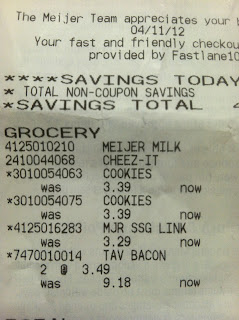 The Meijer Team appreciates your
04/11/12
Your fast and friendly checkou
provided by Fastlane10
****SAVINGS TODAY
* TOTAL NON-COUPON SAVINGS
*SAVINGS TOTAL
GROCERY
4125010210 MEIJER MILK
2410044068 CHEEZ-IT
*3010054063 COOKIES
was 3.39 now
*3010054075 COOKIES
was 3.39 now
*4125016283 MJR SSG LINK
was 3.29 now
*7470010014 TAV BACON
2 @ 3.49
was 9.18 now